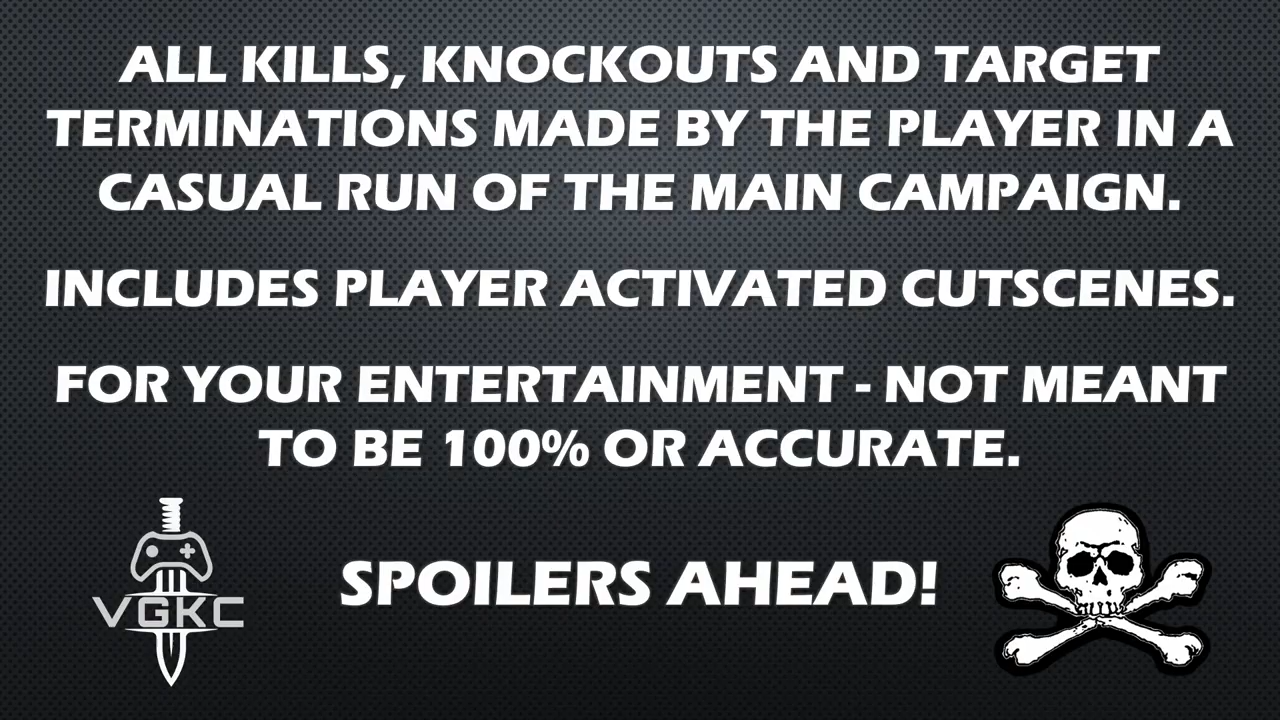 ALL KILLS, KNOCKOUTS AND TARGET
TERMINATIONS MADE BY THE PLAYER IN A
CASUAL RUN OF THE MAIN CAMPAIGN.
INCLUDES PLAYER ACTIVATED CUTSCENES.
FOR YOUR ENTERTAINMENT - NOT MEANT
TO BE 100% OR ACCURATE.
SPOILERS AHEAD!
VGKC